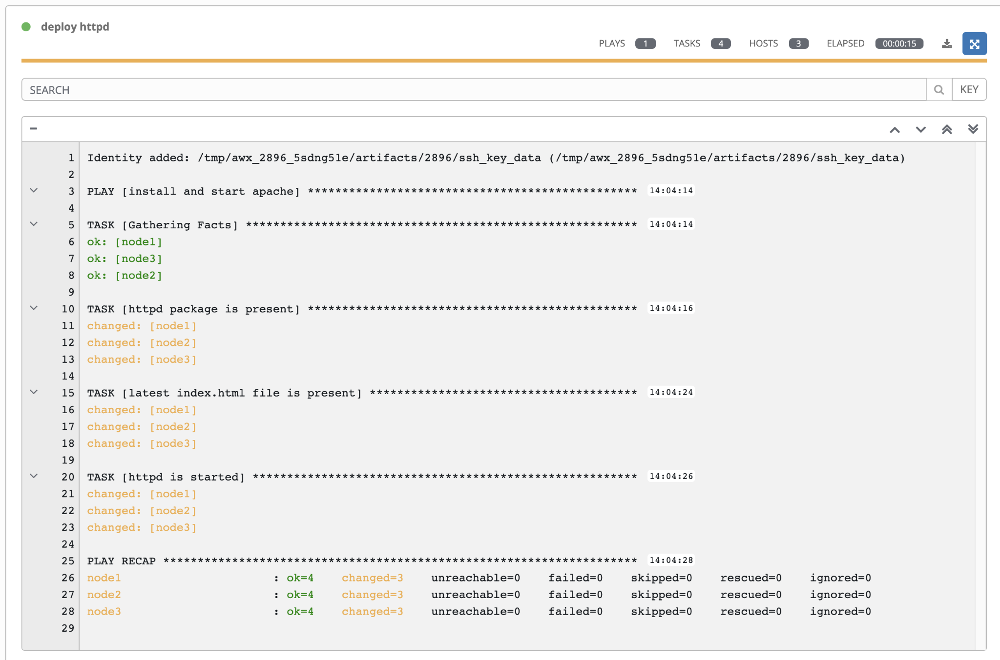 deploy httpd
PLAYS 1 TASKS 4 HOSTS 3 ELAPSED 00:00:15
SEARCH KEY
1 Identity added: /tmp/awx_2896_5sdng51e/artifacts/2896/ssh_key_data (/tmp/awx_2896_5sdng51e/artifacts/2896/ssh_key_data)
2
3 PLAY [install and start apache] ************************************************ 14:04:14
4
5 TASK [Gathering Facts] ********************************************************* 14:04:14
6 ok: [node1]
7 ok: [node3]
8 ok: [node2]
9
10 TASK [httpd package is present] ************************************************ 14:04:16
11 changed: [node1]
12 changed: [node2]
13 changed: [node3]
14
15 TASK [latest index.html file is present] *************************************** 14:04:24
16 changed: [node1]
17 changed: [node2]
18 changed: [node3]
19
20 TASK [httpd is started] ******************************************************** 14:04:26
21 changed: [node1]
22 changed: [node2]
23 changed: [node3]
24
25 PLAY RECAP ********************************************************************* 14:04:28
26 node1 : ok=4 changed=3 unreachable=0 failed=0 skipped=0 rescued=0 ignored=0
27 node2 : ok=4 changed=3 unreachable=0 failed=0 skipped=0 rescued=0 ignored=0
28 node3 : ok=4 changed=3 unreachable=0 failed=0 skipped=0 rescued=0 ignored=0
29